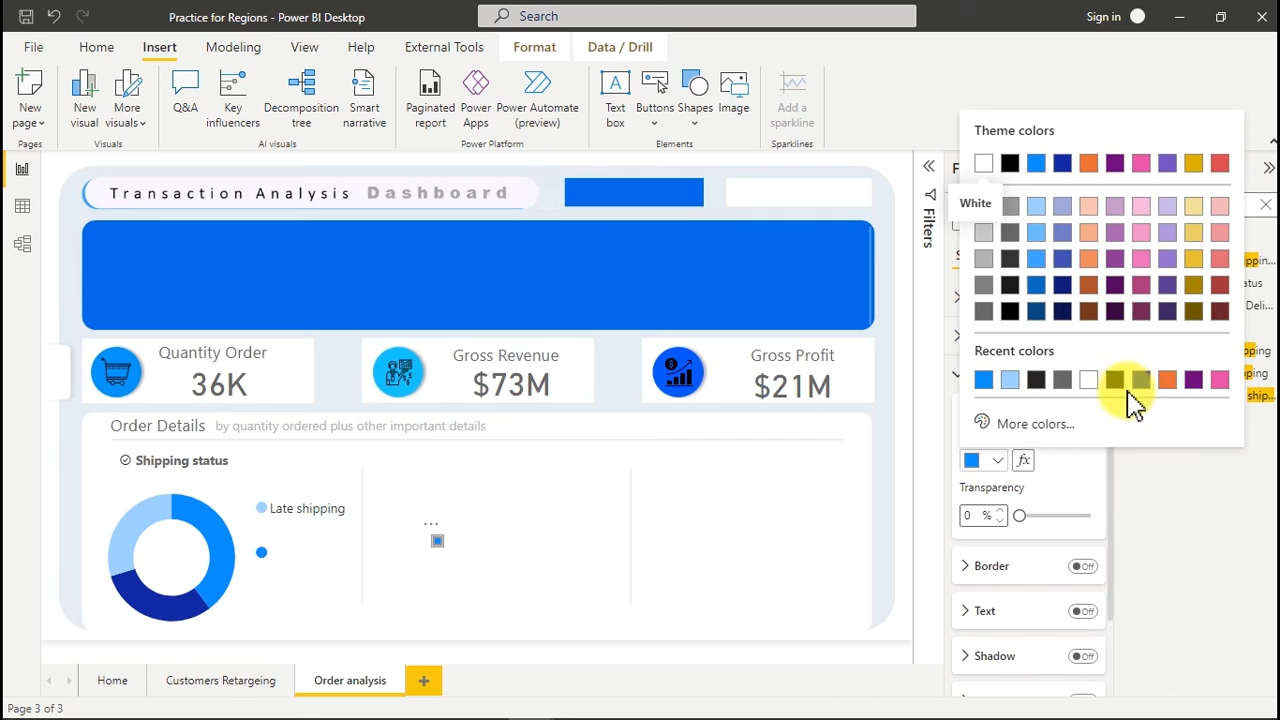 Practice for Regions - Power BI Desktop
Search
Sign in
File Home Insert Modeling View Help External Tools Format Data / Drill
New page
New visual
More visuals
Q&A
Key influencers
Decomposition tree
Smart narrative
Paginated report
Power Apps
Power Automate (preview)
Text box
Buttons
Shapes
Image
Add a sparkline
Pages Visuals AI visuals Power Platform Elements Sparklines
Transaction Analysis Dashboard
Quantity Order
36K
Gross Revenue
$73M
Gross Profit
$21M
Order Details by quantity ordered plus other important details
Shipping status
Late shipping
...
Filters
Theme colors
White
Recent colors
More colors...
fx
Transparency
0 %
Border Off
Text Off
Shadow Off
Home Customers Retargeing Order analysis +
Page 3 of 3